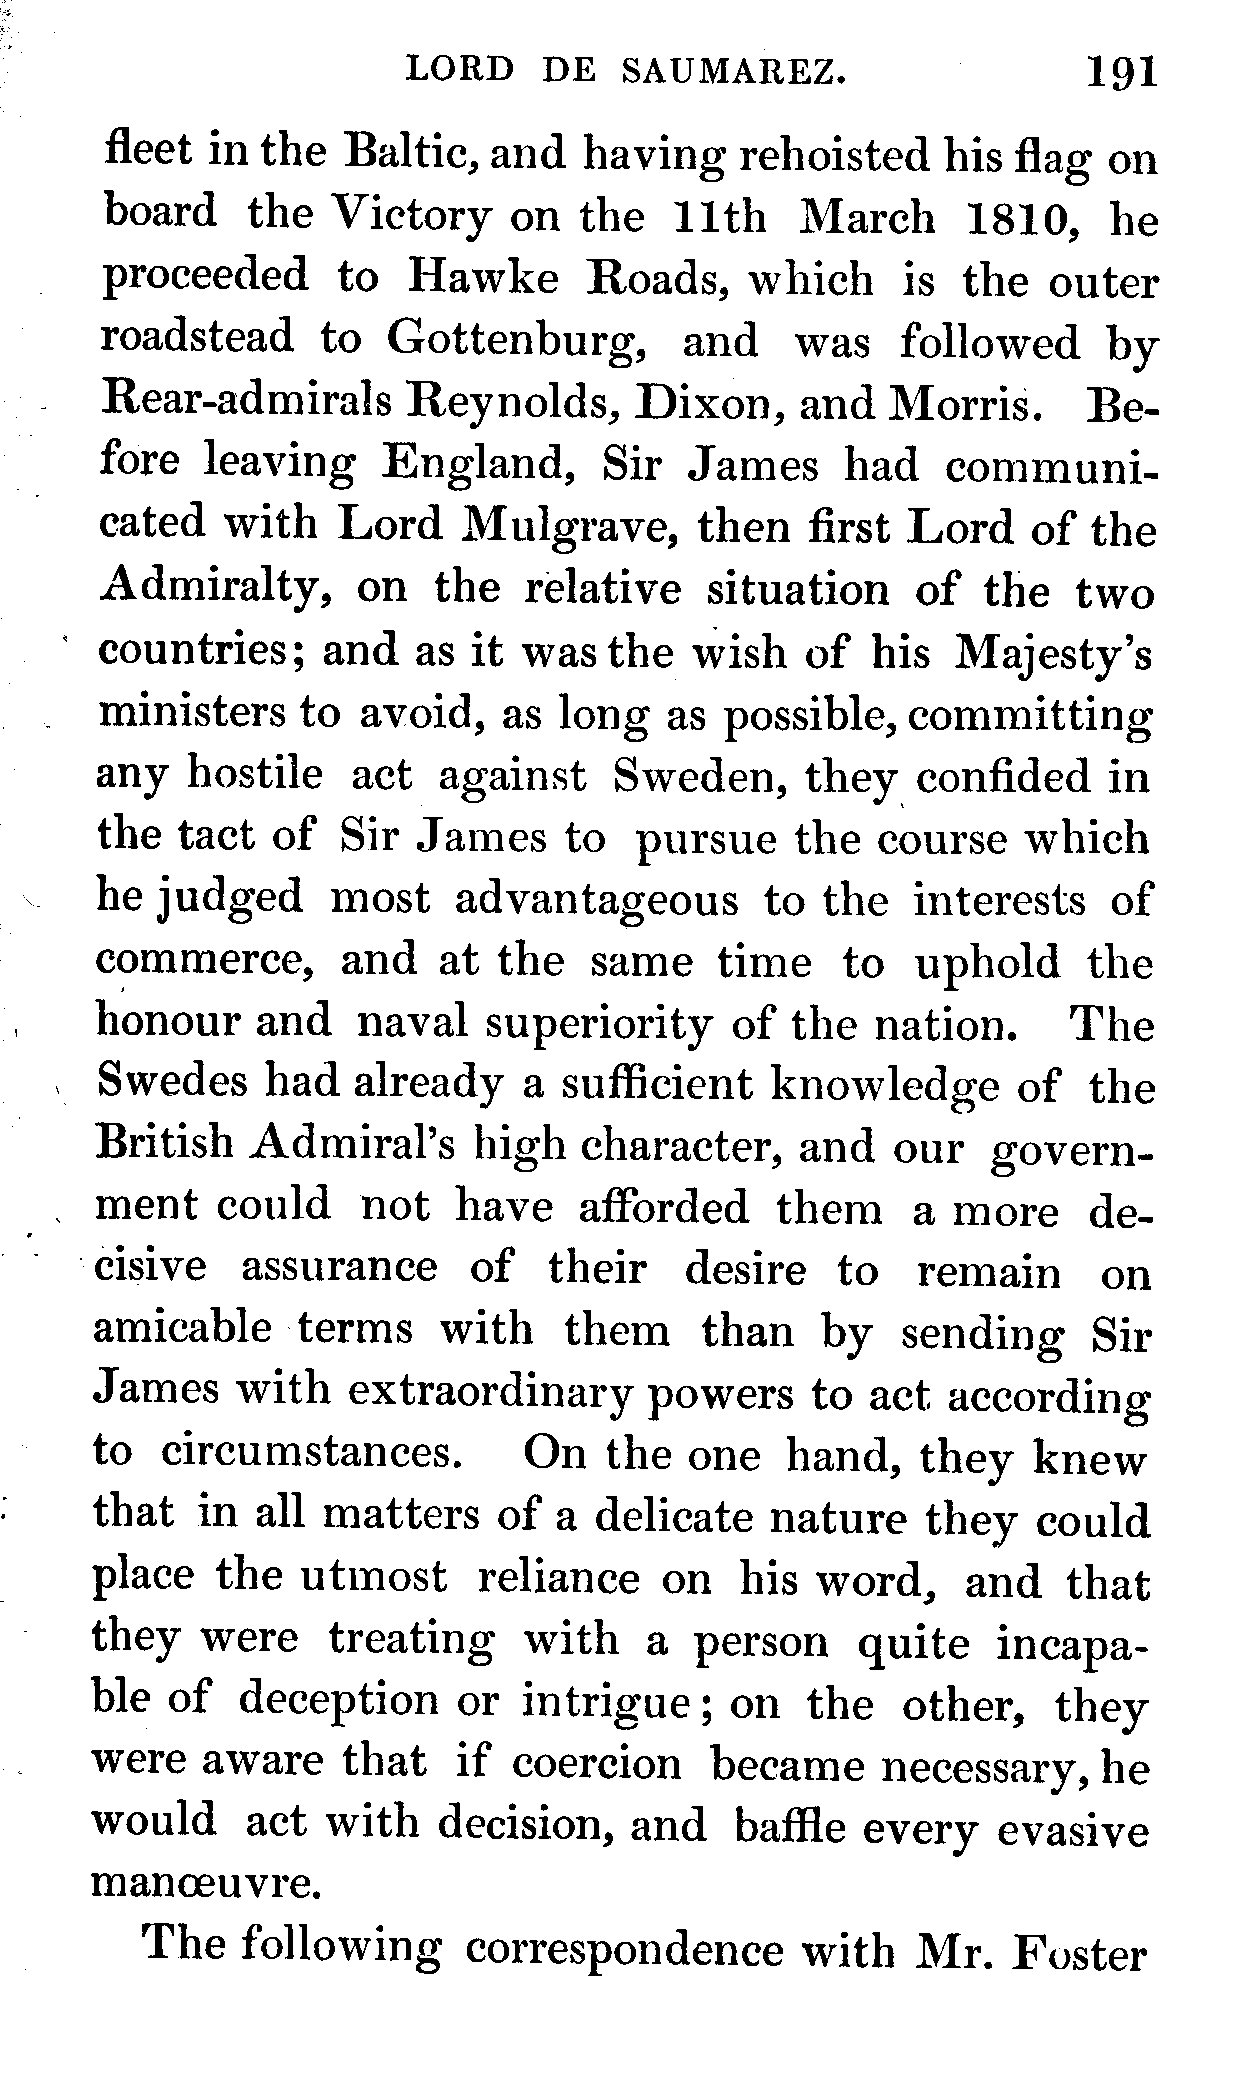 LORD DE SAUMAREZ. 191
fleet in the Baltic, and having rehoisted his flag on
board the Victory on the 11th March 1810, he
proceeded to Hawke Roads, which is the outer
roadstead to Gottenburg, and was followed by
Rear-admirals Reynolds, Dixon, and Morris. Be-
fore leaving England, Sir James had communi-
cated with Lord Mulgrave, then first Lord of the
Admiralty, on the relative situation of the two
countries; and as it was the wish of his Majesty's
ministers to avoid, as long as possible, committing
any hostile act against Sweden, they confided in
the tact of Sir James to pursue the course which
he judged most advantageous to the interests of
commerce, and at the same time to uphold the
honour and naval superiority of the nation. The
Swedes had already a sufficient knowledge of the
British Admiral's high character, and our govern-
ment could not have afforded them a more de-
cisive assurance of their desire to remain on
amicable terms with them than by sending Sir
James with extraordinary powers to act according
to circumstances. On the one hand, they knew
that in all matters of a delicate nature they could
place the utmost reliance on his word, and that
they were treating with a person quite incapa-
ble of deception or intrigue; on the other, they
were aware that if coercion became necessary, he
would act with decision, and baffle every evasive
manœuvre.
The following correspondence with Mr. Foster